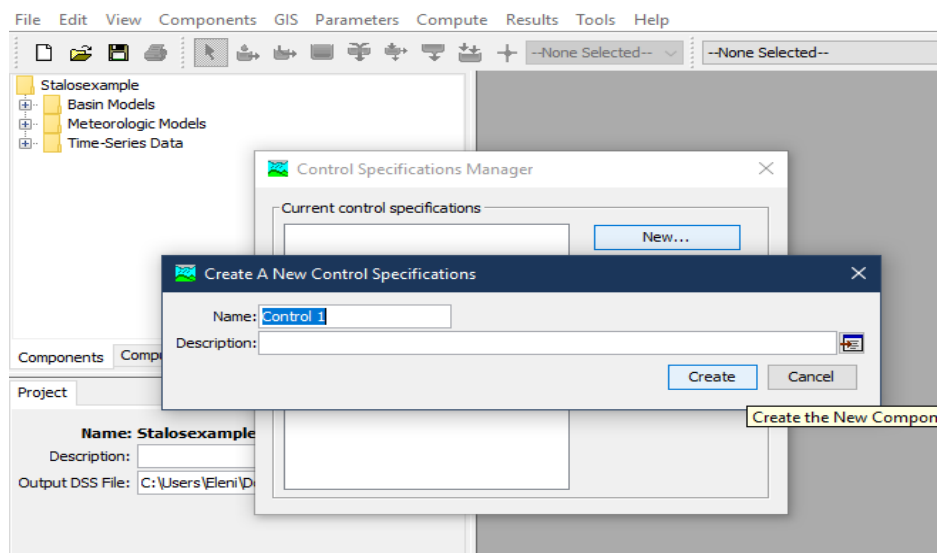 File Edit View Components GIS Parameters Compute Results Tools Help
--None Selected-- --None Selected--
Stalosexample
Basin Models
Meteorologic Models
Time-Series Data
Control Specifications Manager
Current control specifications
New...
Create A New Control Specifications
Name: Control 1
Description:
Create Cancel
Create the New Compon
Components Compu
Project
Name: Stalosexample
Description:
Output DSS File: C:\Users\Eleni\D